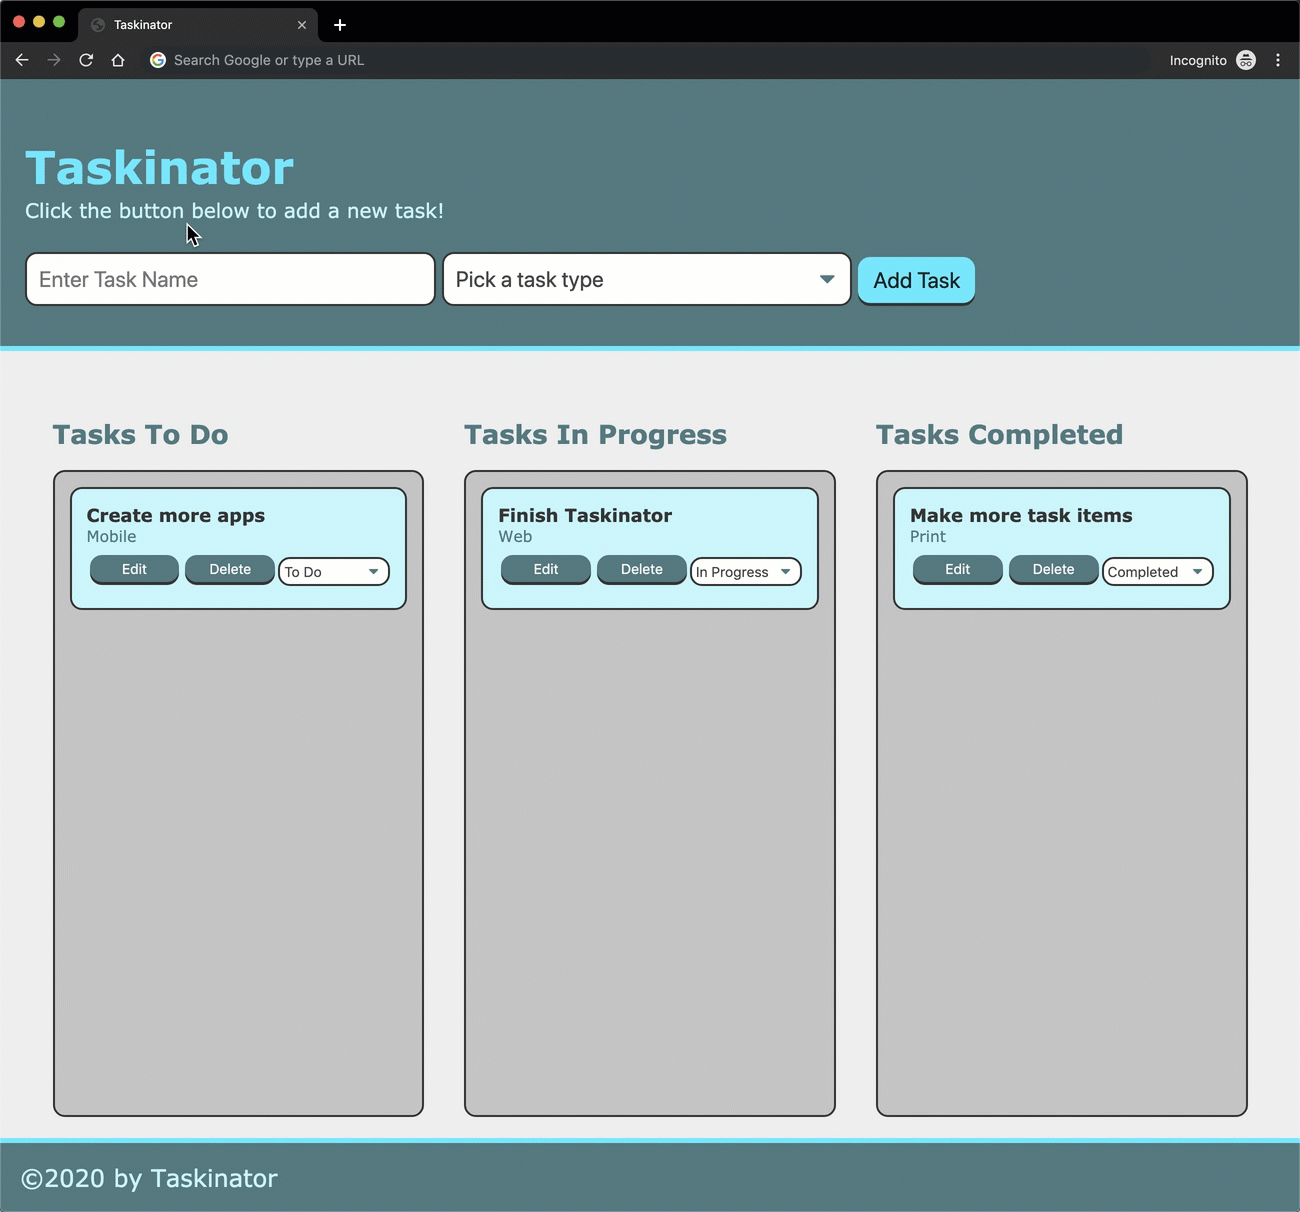 Taskinator
Search Google or type a URL
Incognito
Taskinator
Click the button below to add a new task!
Enter Task Name
Pick a task type
Add Task
Tasks To Do
Create more apps
Mobile
Edit
Delete
To Do
Tasks In Progress
Finish Taskinator
Web
Edit
Delete
In Progress
Tasks Completed
Make more task items
Print
Edit
Delete
Completed
©2020 by Taskinator